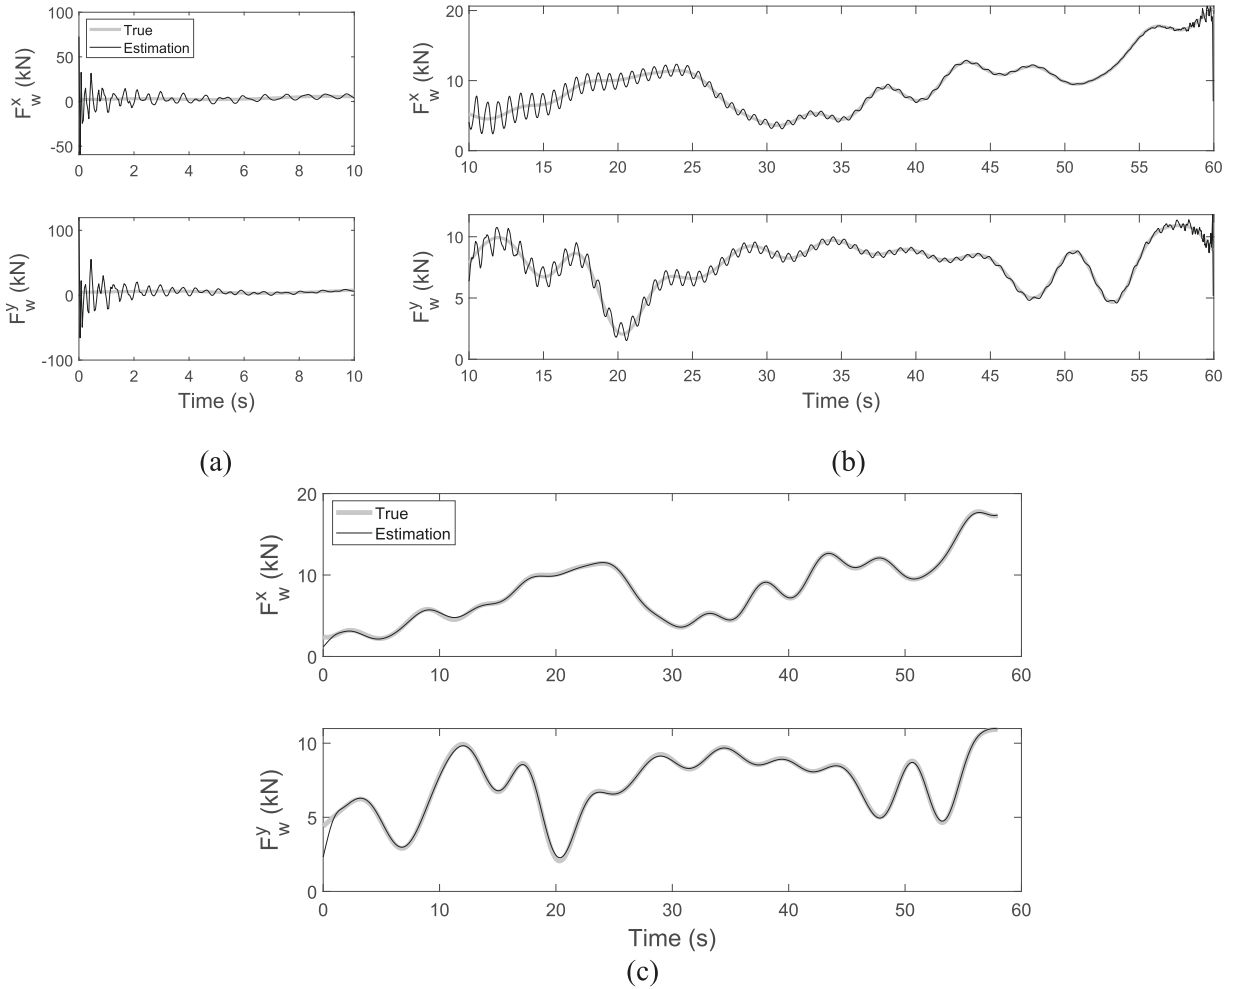 True
Estimation
F_w^x (kN)
100
50
0
-50
0 2 4 6 8 10
F_w^x (kN)
20
10
0
10 15 20 25 30 35 40 45 50 55 60
F_w^y (kN)
100
0
-100
0 2 4 6 8 10
Time (s)
F_w^y (kN)
10
5
0
10 15 20 25 30 35 40 45 50 55 60
Time (s)
(a)
(b)
True
Estimation
F_w^x (kN)
20
10
0
0 10 20 30 40 50 60
F_w^y (kN)
10
5
0
0 10 20 30 40 50 60
Time (s)
(c)